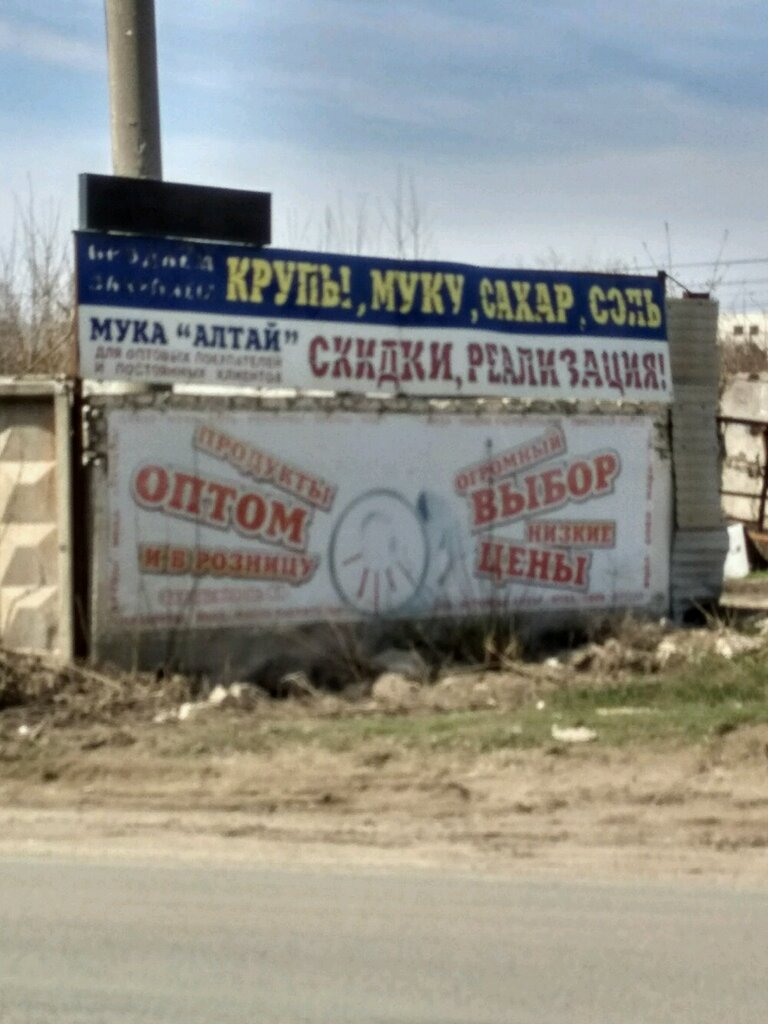 КРУПЫ, МУКУ, САХАР, СОЛЬ
МУКА "АЛТАЙ"
ДЛЯ ОПТОВЫХ ПОКУПАТЕЛЕЙ
И ПОСТОЯННЫХ КЛИЕНТОВ
СКИДКИ, РЕАЛИЗАЦИЯ!
ПРОДУКТЫ
ОПТОМ
И В РОЗНИЦУ
ОГРОМНЫЙ
ВЫБОР
НИЗКИЕ
ЦЕНЫ